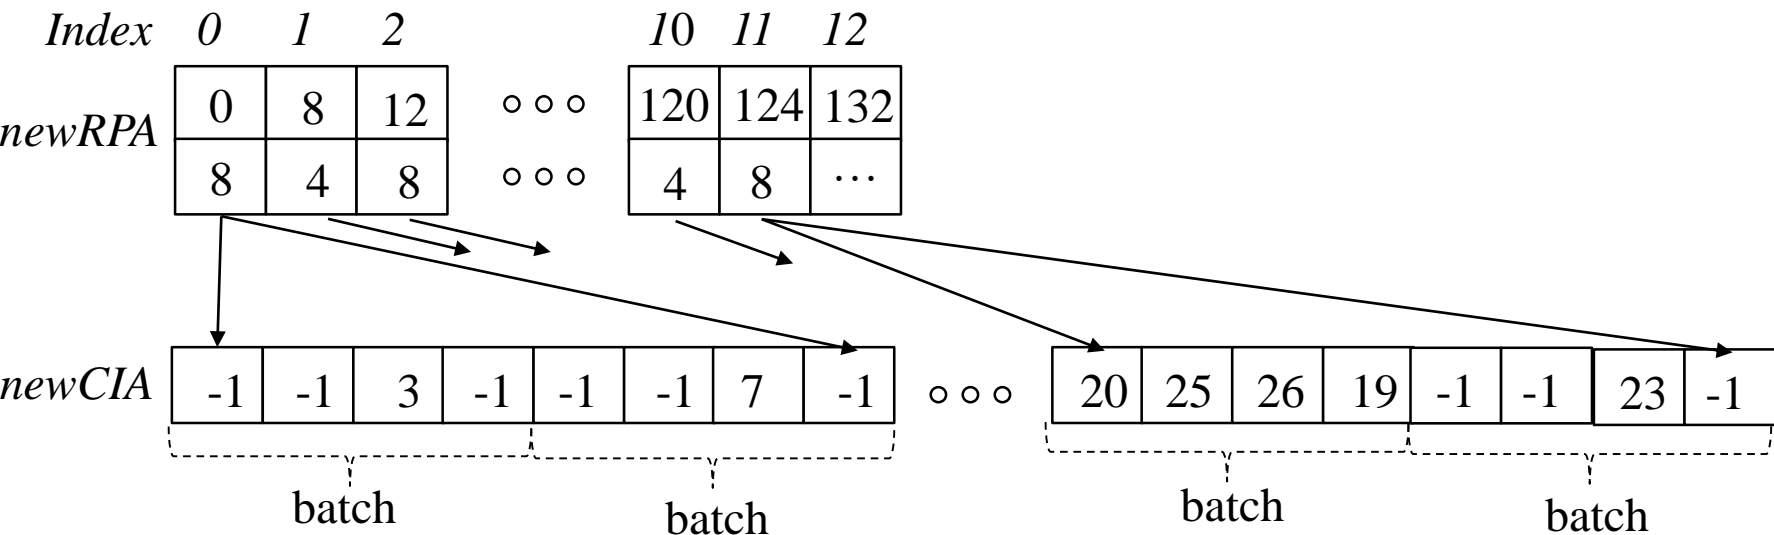 Index 0 1 2 10 11 12
0 8 12 120 124 132
newRPA
8 4 8 4 8 ...
newCIA -1 -1 3 -1 -1 -1 7 -1 20 25 26 19 -1 -1 23 -1
batch batch batch batch